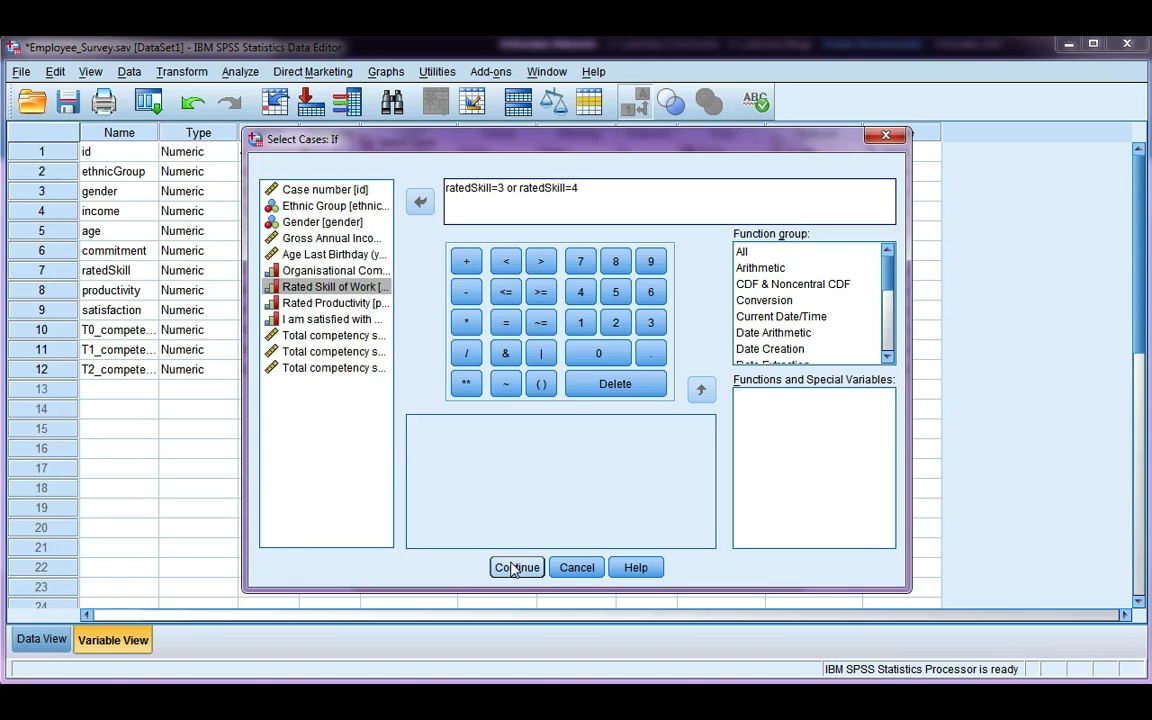 *Employee_Survey.sav [DataSet1] - IBM SPSS Statistics Data Editor
File Edit View Data Transform Analyze Direct Marketing Graphs Utilities Add-ons Window Help
Name Type
1 id Numeric
2 ethnicGroup Numeric
3 gender Numeric
4 income Numeric
5 age Numeric
6 commitment Numeric
7 ratedSkill Numeric
8 productivity Numeric
9 satisfaction Numeric
10 T0_compete... Numeric
11 T1_compete... Numeric
12 T2_compete... Numeric
13
14
15
16
17
18
19
20
21
22
23
24
Select Cases: If
Case number [id]
Ethnic Group [ethnic...
Gender [gender]
Gross Annual Inco...
Age Last Birthday (y...
Organisational Com...
Rated Skill of Work [...
Rated Productivity [p...
I am satisfied with ...
Total competency s...
Total competency s...
Total competency s...
ratedSkill=3 or ratedSkill=4
+ < > 7 8 9
- <= >= 4 5 6
* = ~= 1 2 3
/ & | 0 .
** ~ ( ) Delete
Function group:
All
Arithmetic
CDF & Noncentral CDF
Conversion
Current Date/Time
Date Arithmetic
Date Creation
Date Extraction
Functions and Special Variables:
Continue Cancel Help
Data View Variable View
IBM SPSS Statistics Processor is ready